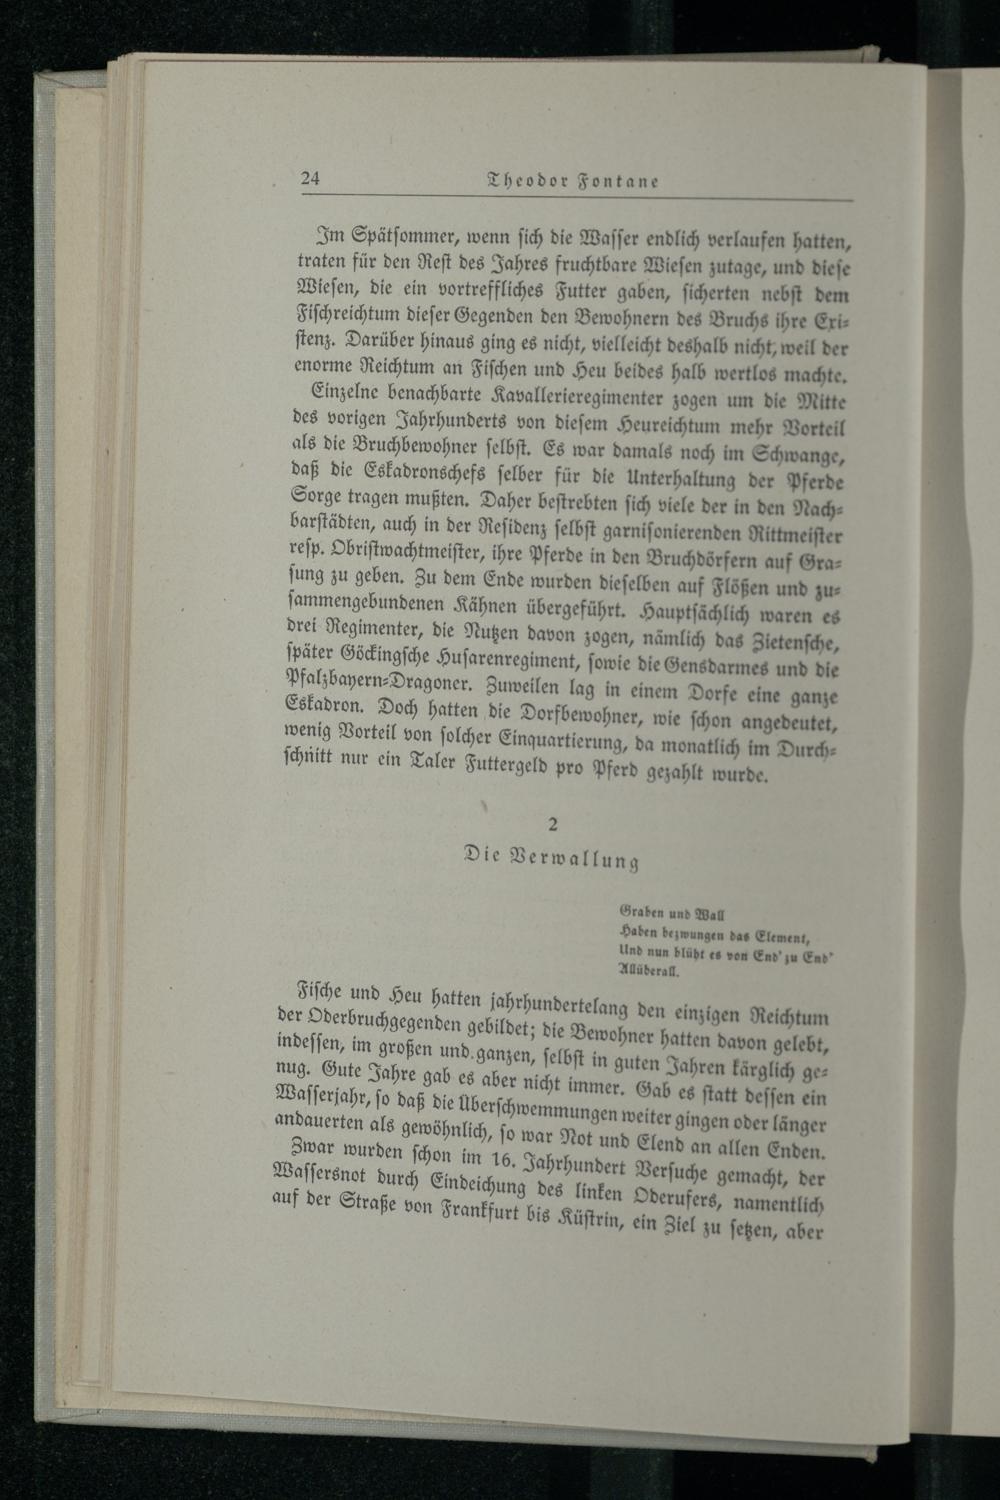 24
Theodor Fontane
Im Spätsommer, wenn sich die Wasser endlich verlaufen hatten,
traten für den Rest des Jahres fruchtbare Wiesen zutage, und diese
Wiesen, die ein vortreffliches Futter gaben, sicherten nebst dem
Fischreichtum dieser Gegenden den Bewohnern des Bruchs ihre Exi-
stenz. Darüber hinaus ging es nicht, vielleicht deshalb nicht, weil der
enorme Reichtum an Fischen und Heu beides halb wertlos machte.
Einzelne benachbarte Kavallerieregimenter zogen um die Mitte
des vorigen Jahrhunderts von diesem Heureichtum mehr Vorteil
als die Bruchbewohner selbst. Es war damals noch im Schwange,
daß die Eskadronschefs selber für die Unterhaltung der Pferde
Sorge tragen mußten. Daher bestrebten sich viele der in den Nach-
barstädten, auch in der Residenz selbst garnisonierenden Rittmeister
resp. Obristwachtmeister, ihre Pferde in den Bruchdörfern auf Gra-
sung zu geben. Zu dem Ende wurden dieselben auf Flößen und zu-
sammengebundenen Kähnen übergeführt. Hauptsächlich waren es
drei Regimenter, die Nutzen davon zogen, nämlich das Zietensche,
später Göckingsche Husarenregiment, sowie die Gensdarmes und die
Pfalzbayern-Dragoner. Zuweilen lag in einem Dorfe eine ganze
Eskadron. Doch hatten die Dorfbewohner, wie schon angedeutet,
wenig Vorteil von solcher Einquartierung, da monatlich im Durch-
schnitt nur ein Taler Futtergeld pro Pferd gezahlt wurde.
2
Die Verwallung
Graben und Wall
Haben bezwungen das Element,
Und nun blüht es von End' zu End'
Allüberall.
Fische und Heu hatten jahrhundertelang den einzigen Reichtum
der Oderbruchgegenden gebildet; die Bewohner hatten davon gelebt,
indessen, im großen und ganzen, selbst in guten Jahren kärglich ge-
nug. Gute Jahre gab es aber nicht immer. Gab es statt dessen ein
Wasserjahr, so daß die Überschwemmungen weiter gingen oder länger
andauerten als gewöhnlich, so war Not und Elend an allen Enden.
Zwar wurden schon im 16. Jahrhundert Versuche gemacht, der
Wassersnot durch Eindeichung des linken Oderufers, namentlich
auf der Straße von Frankfurt bis Küstrin, ein Ziel zu setzen, aber